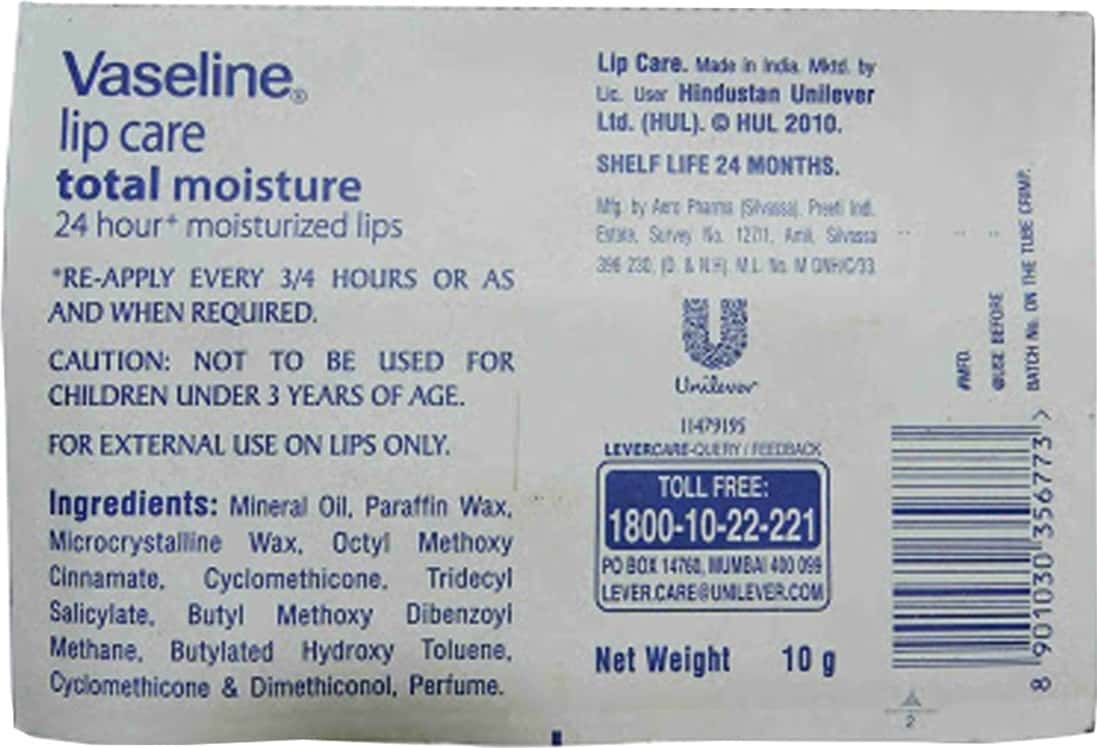 Vaseline®
lip care
total moisture
24 hour+ moisturized lips
*RE-APPLY EVERY 3/4 HOURS OR AS
AND WHEN REQUIRED.
CAUTION: NOT TO BE USED FOR
CHILDREN UNDER 3 YEARS OF AGE.
FOR EXTERNAL USE ON LIPS ONLY.
Ingredients: Mineral Oil, Paraffin Wax,
Microcrystalline Wax, Octyl Methoxy
Cinnamate, Cyclomethicone, Tridecyl
Salicylate, Butyl Methoxy Dibenzoyl
Methane, Butylated Hydroxy Toluene,
Cyclomethicone & Dimethiconol, Perfume.
Lip Care. Made in India. Mktd. by
Lic. User Hindustan Unilever
Ltd. (HUL). © HUL 2010.
SHELF LIFE 24 MONTHS.
Mfg. by Aero Pharma (Silvassa), Preeti Indl.
Estate, Survey No. 127/1, Amli, Silvassa
396 230, (D. & N.H). M.L. No.
Unilever
11479195
LEVERCARE-QUERY / FEEDBACK
TOLL FREE:
1800-10-22-221
PO BOX 14760, MUMBAI 400 099
LEVER.CARE@UNILEVER.COM
Net Weight 10 g
#MFD.
@USE BEFORE
BATCH No. ON THE TUBE CRIMP.
8 901030 356773 >
2